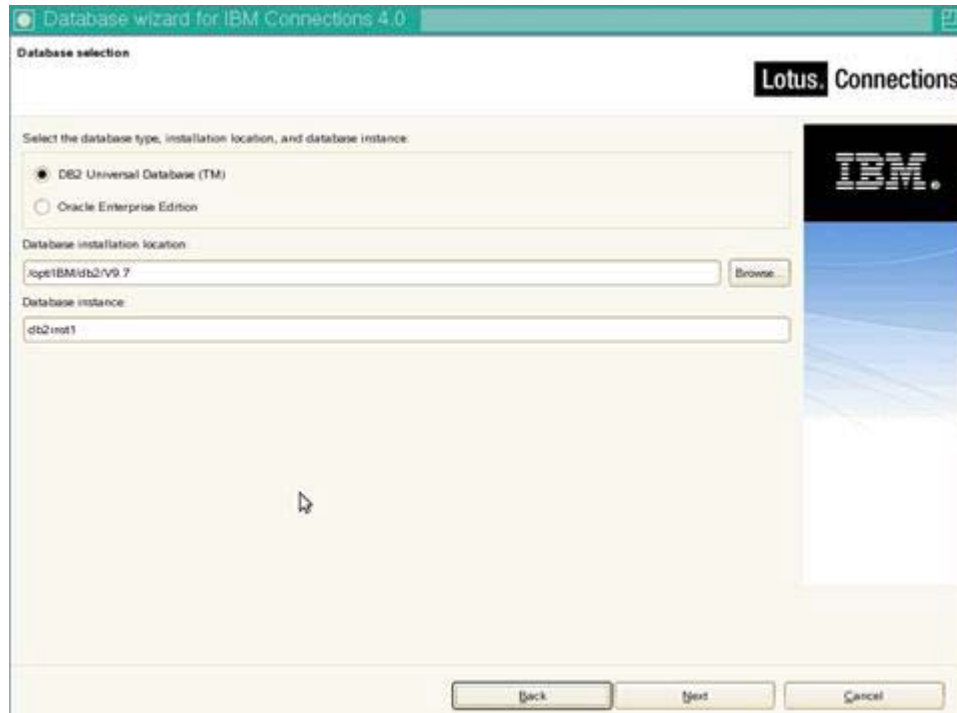 Database wizard for IBM Connections 4.0
Database selection
Lotus. Connections
Select the database type, installation location, and database instance:
IBM.
DB2 Universal Database (TM)
Oracle Enterprise Edition
Database installation location
/opt/IBM/db2/V9.7
Browse...
Database instance
db2inst1
Back
Next
Cancel